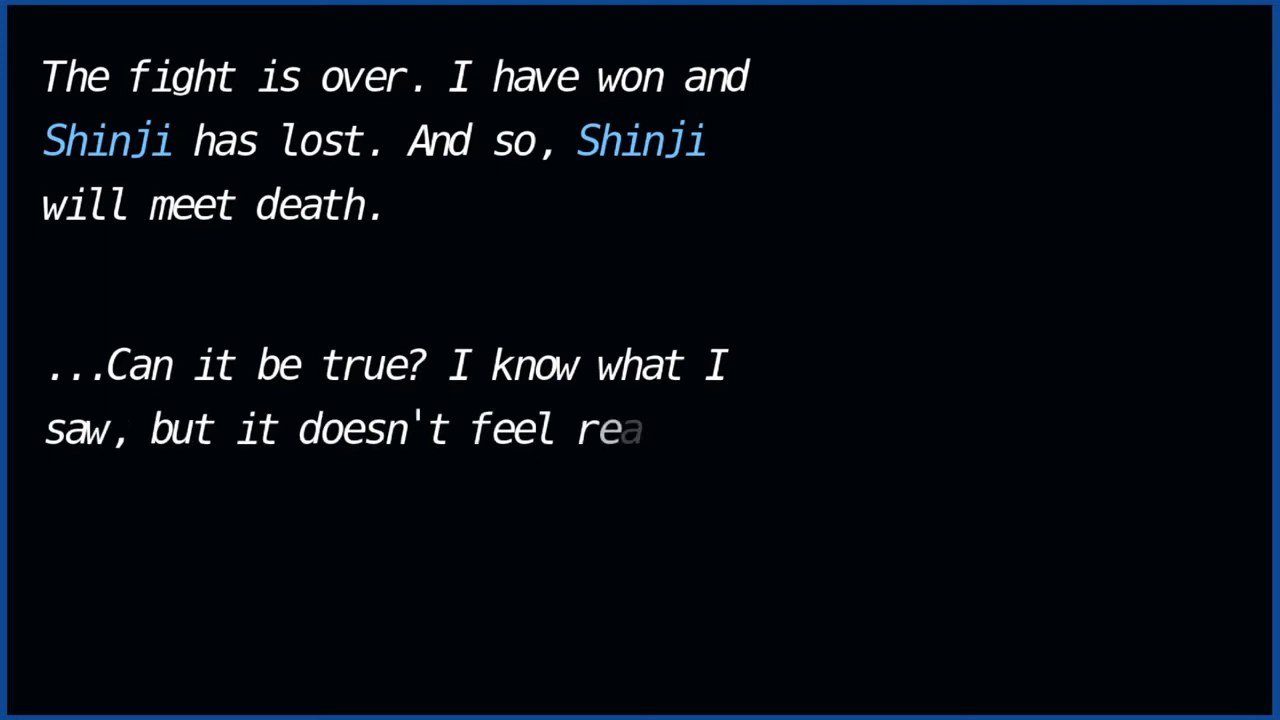 The fight is over. I have won and
Shinji has lost. And so, Shinji
will meet death.
...Can it be true? I know what I
saw, but it doesn't feel rea